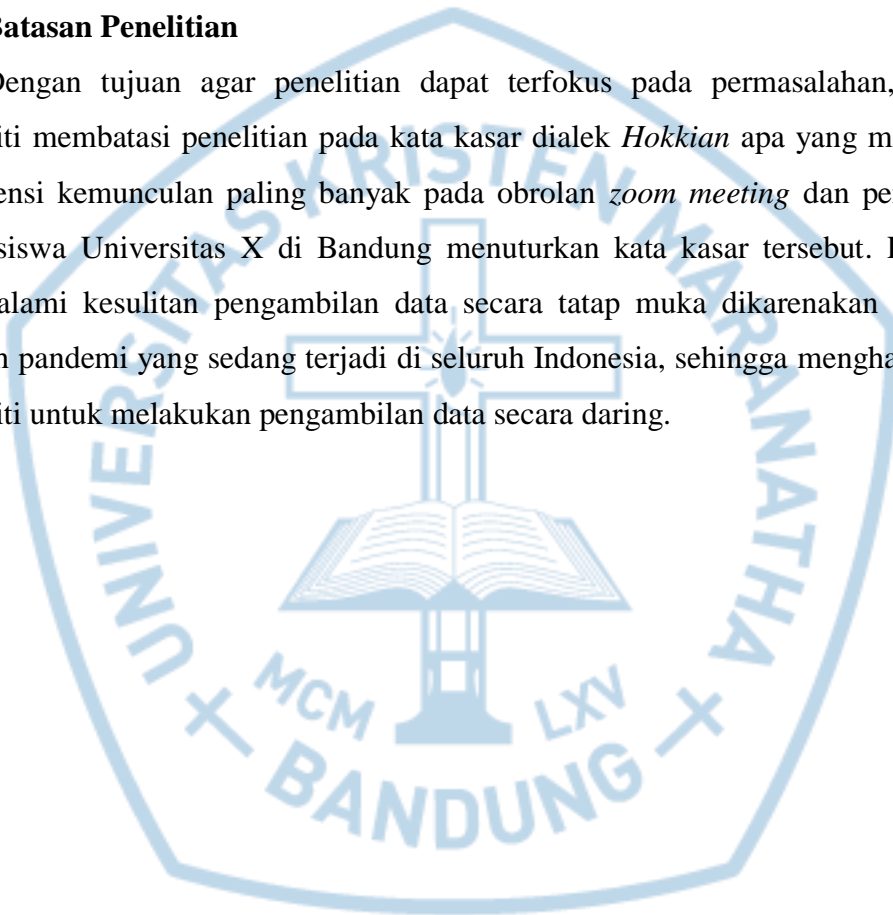 Batasan Penelitian
Dengan tujuan agar penelitian dapat terfokus pada permasalahan,
iti membatasi penelitian pada kata kasar dialek Hokkian apa yang m
ensi kemunculan paling banyak pada obrolan zoom meeting dan pe
siswa Universitas X di Bandung menuturkan kata kasar tersebut.
alami kesulitan pengambilan data secara tatap muka dikarenakan
n pandemi yang sedang terjadi di seluruh Indonesia, sehingga mengha
iti untuk melakukan pengambilan data secara daring.
UNIVERSITAS KRISTEN MARANATHA
MCM LXV
BANDUNG